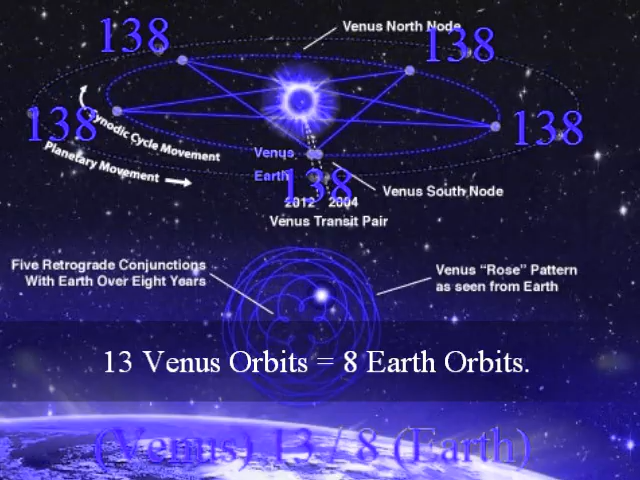 138
Venus North Node
138
138
Synodic Cycle Movement
138
Planetary Movement
Venus
Earth
138
Venus South Node
2012 2004
Venus Transit Pair
Five Retrograde Conjunctions
With Earth Over Eight Years
Venus “Rose” Pattern
as seen from Earth
13 Venus Orbits = 8 Earth Orbits.
(Venus) 13 / 8 (Earth)